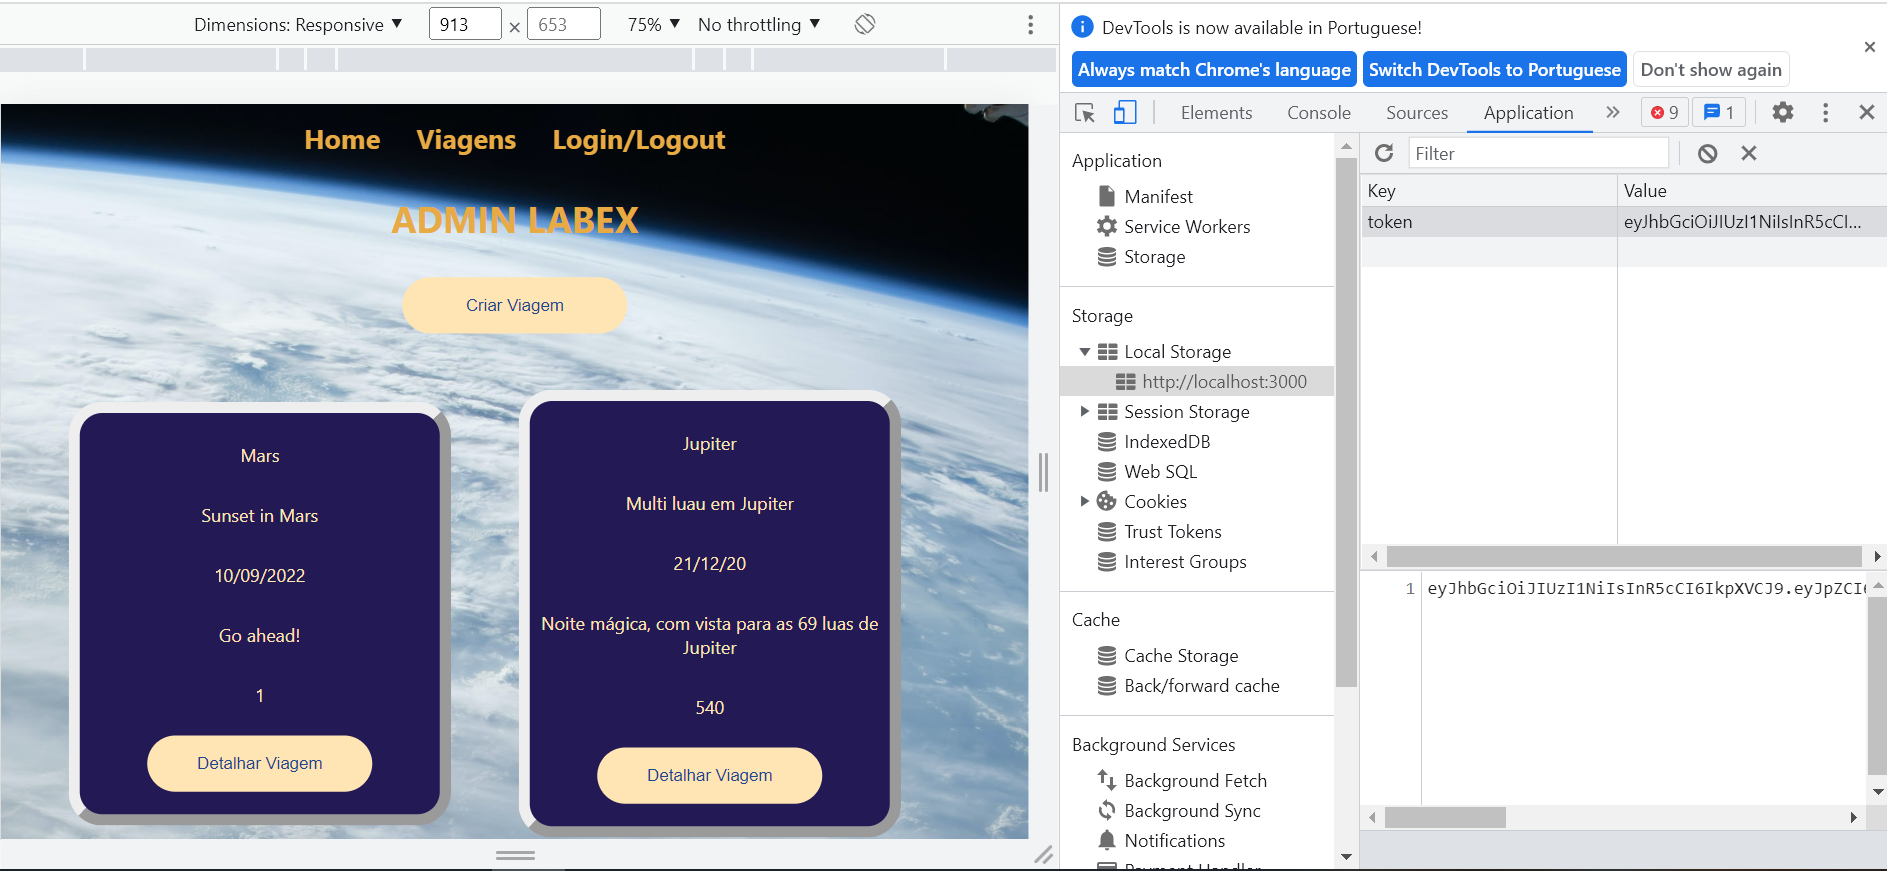 Dimensions: Responsive ▼ 913 × 653 75% ▼ No throttling ▼
Home Viagens Login/Logout
ADMIN LABEX
Criar Viagem
Mars
Sunset in Mars
10/09/2022
Go ahead!
1
Detalhar Viagem
Jupiter
Multi luau em Jupiter
21/12/20
Noite mágica, com vista para as 69 luas de
Jupiter
540
Detalhar Viagem
DevTools is now available in Portuguese!
Always match Chrome's language Switch DevTools to Portuguese Don't show again
Elements Console Sources Application 9 1
Application
Manifest
Service Workers
Storage
Storage
Local Storage
http://localhost:3000
Session Storage
IndexedDB
Web SQL
Cookies
Trust Tokens
Interest Groups
Cache
Cache Storage
Back/forward cache
Background Services
Background Fetch
Background Sync
Notifications
Payment Handler
Filter
Key Value
token eyJhbGciOiJIUzI1NiIsInR5cCI...
1 eyJhbGciOiJIUzI1NiIsInR5cCI6IkpXVCJ9.eyJpZCI6